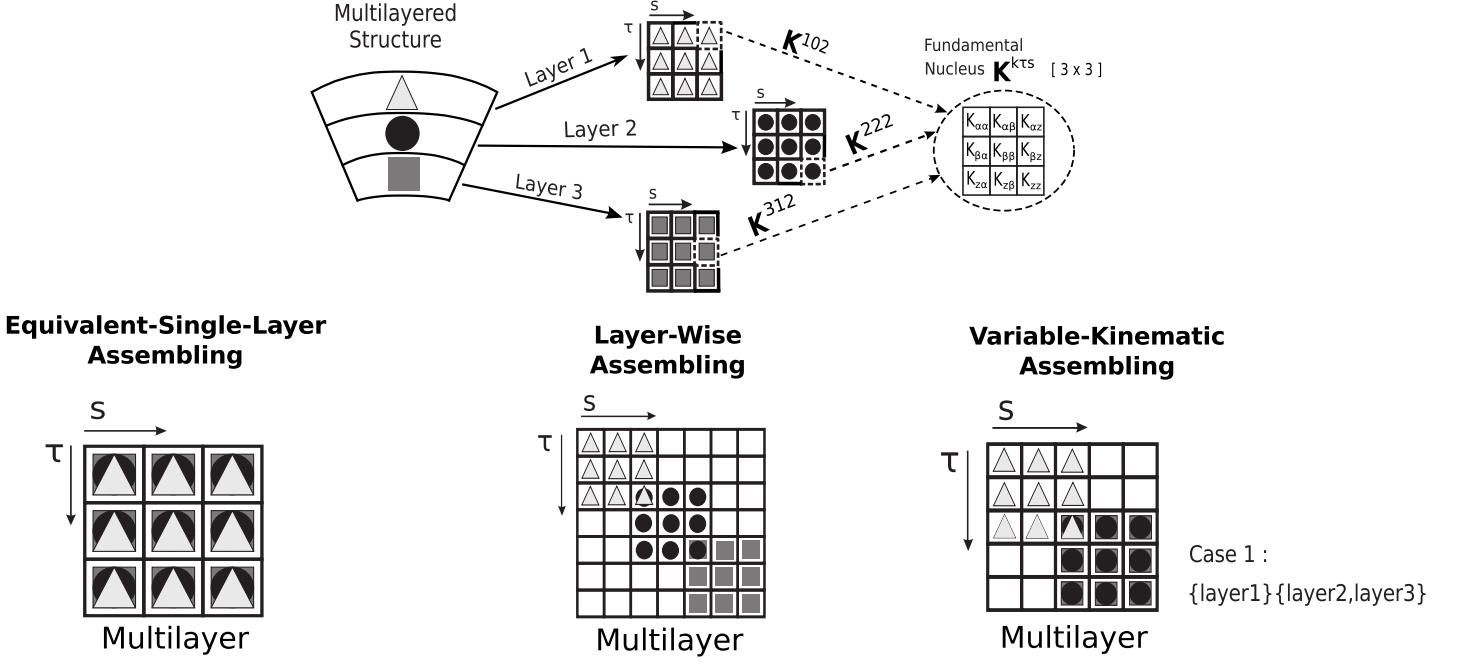 Multilayered
Structure
Layer 1
Layer 2
Layer 3
s
τ
s
τ
s
τ
K¹⁰²
K²²²
K³¹²
Fundamental
Nucleus K^kτs [ 3 x 3 ]
Kαα Kαβ Kαz
Kβα Kββ Kβz
Kzα Kzβ Kzz
Equivalent-Single-Layer
Assembling
s
τ
Multilayer
Layer-Wise
Assembling
s
τ
Multilayer
Variable-Kinematic
Assembling
s
τ
Case 1 :
{layer1}{layer2,layer3}
Multilayer